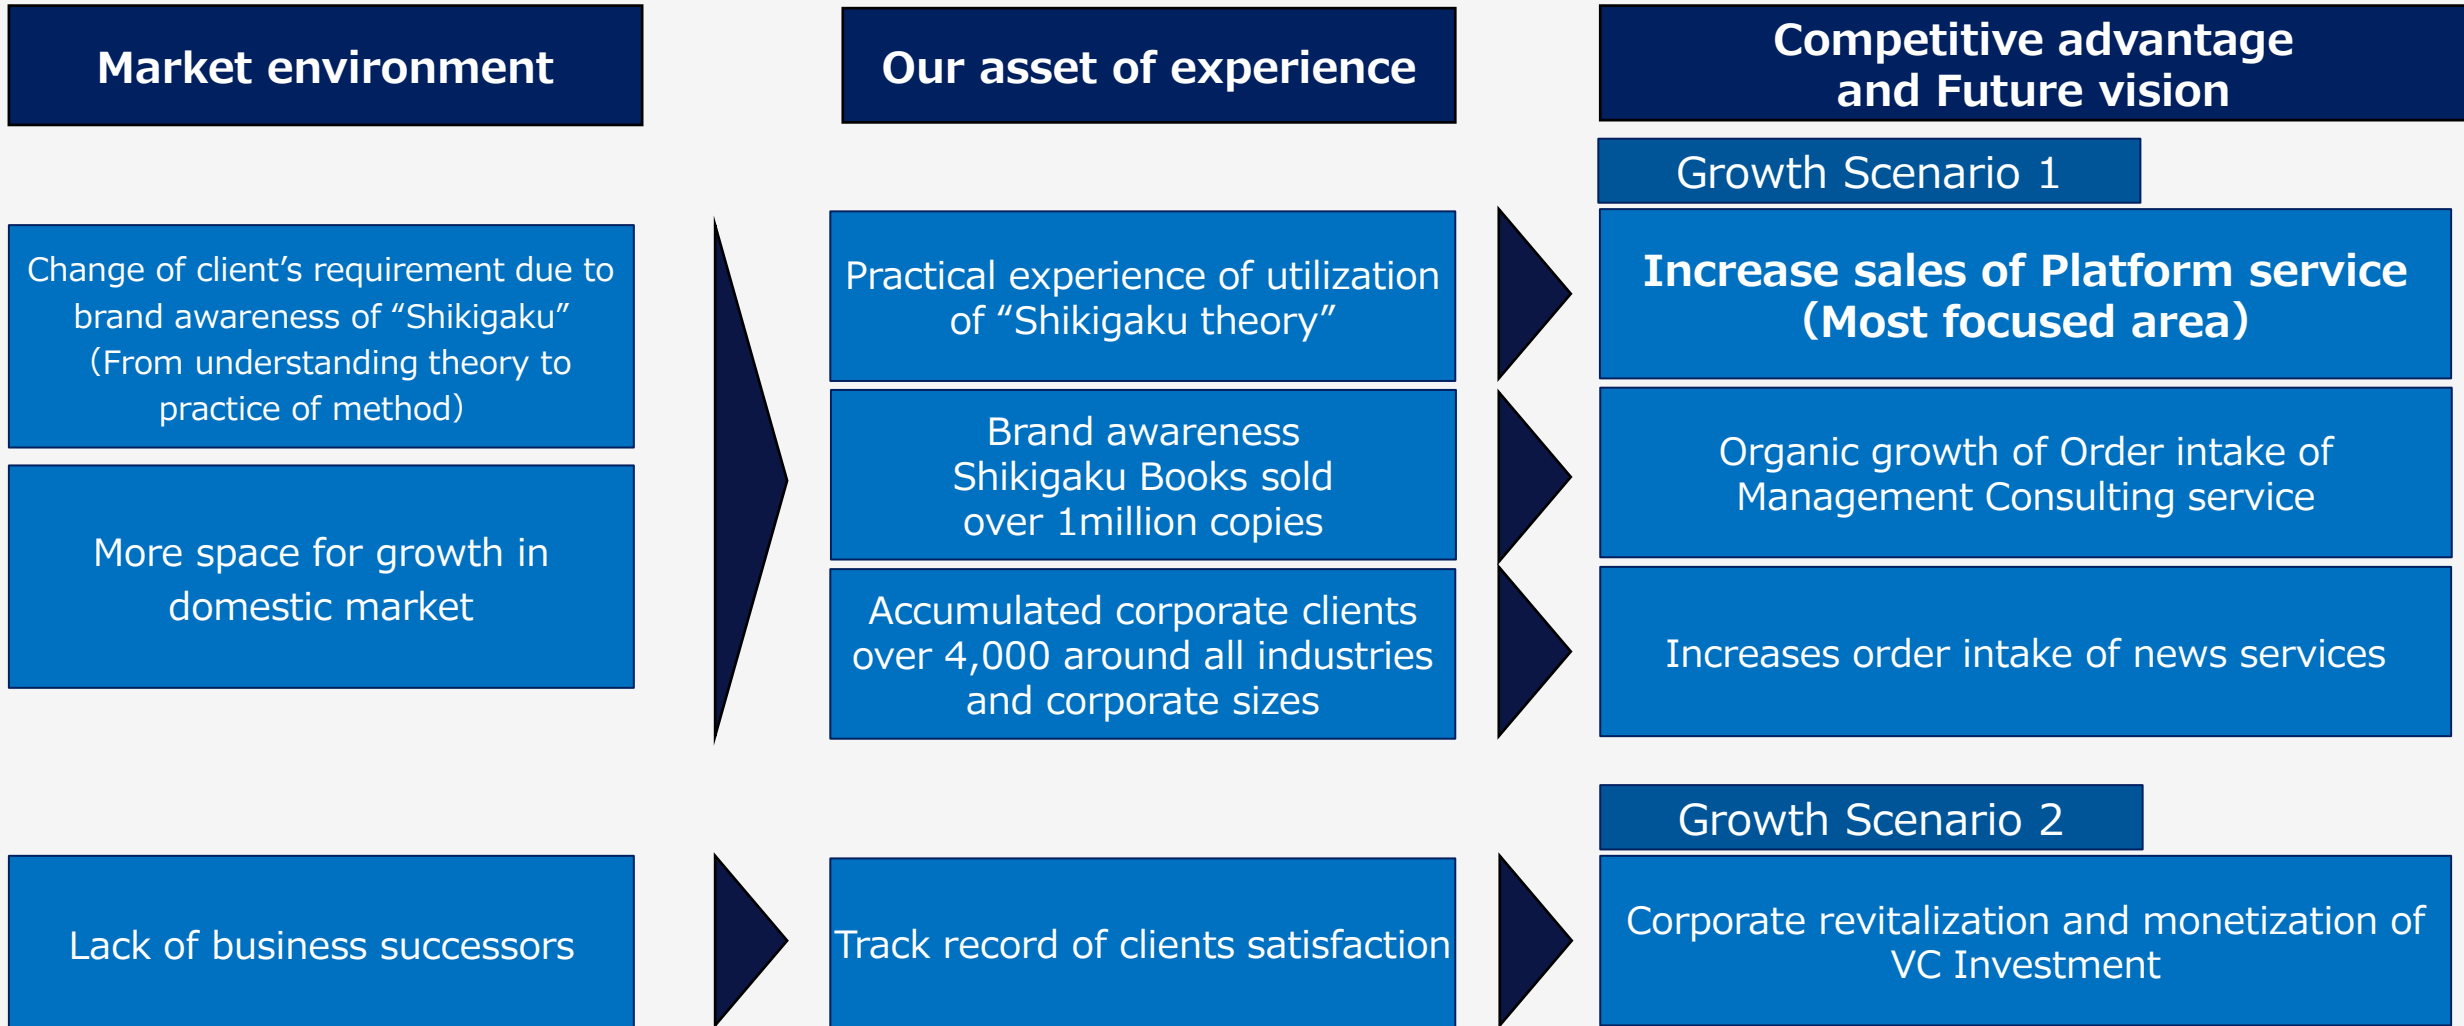 Market environment
Our asset of experience
Competitive advantage
and Future vision
Growth Scenario 1
Change of client’s requirement due to
brand awareness of “Shikigaku”
（From understanding theory to
practice of method）
More space for growth in
domestic market
Practical experience of utilization
of “Shikigaku theory”
Brand awareness
Shikigaku Books sold
over 1million copies
Accumulated corporate clients
over 4,000 around all industries
and corporate sizes
Increase sales of Platform service
（Most focused area）
Organic growth of Order intake of
Management Consulting service
Increases order intake of news services
Growth Scenario 2
Lack of business successors
Track record of clients satisfaction
Corporate revitalization and monetization of
VC Investment